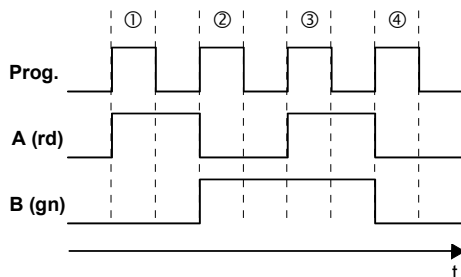 ① ② ③ ④
Prog.
A (rd)
B (gn)
t